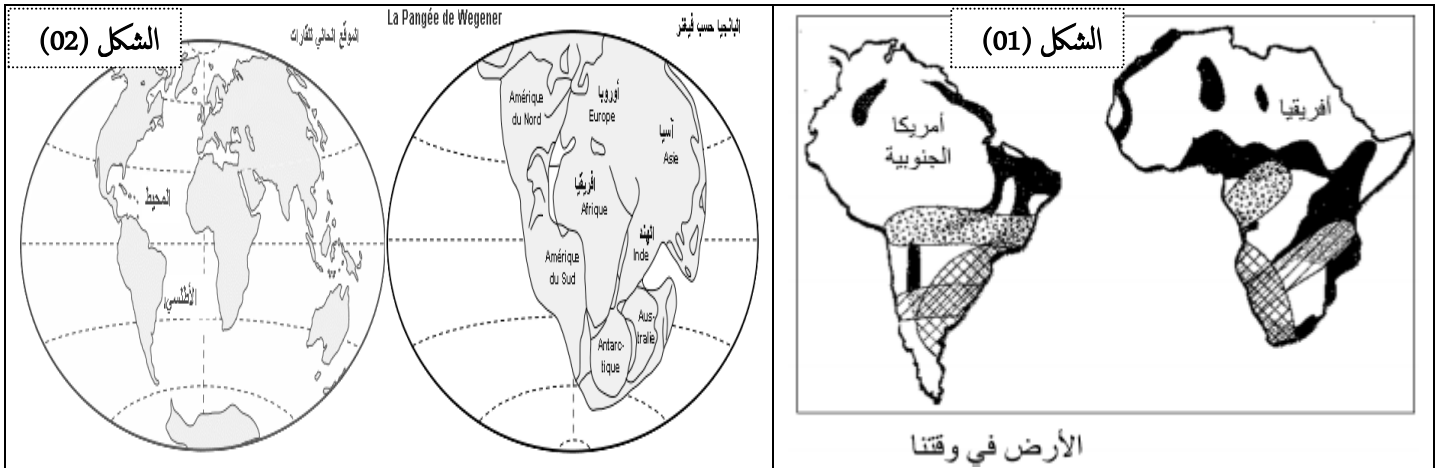 الشكل (01)
أمريكا
الجنوبية
أفريقيا
الأرض في وقتنا
La Pangée de Wegener
البانجيا حسب فيغنر
Amérique
du Nord
أوروبا
Europe
آسيا
Asie
افريقيا
Afrique
الهند
Inde
Amérique
du Sud
Aus-
tralie
Antarc-
tique
الشكل (02)
الموقع الحالي للقارات
المحيط
الأطلسي